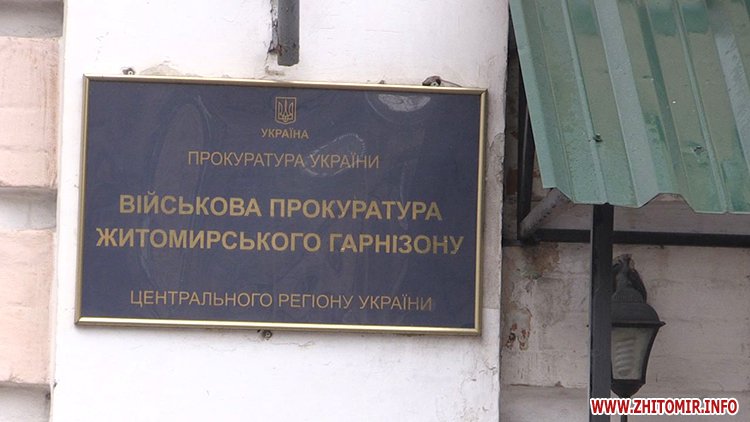 УКРАЇНА
ПРОКУРАТУРА УКРАЇНИ
ВІЙСЬКОВА ПРОКУРАТУРА
ЖИТОМИРСЬКОГО ГАРНІЗОНУ
ЦЕНТРАЛЬНОГО РЕГІОНУ УКРАЇНИ
WWW.ZHITOMIR.INFO